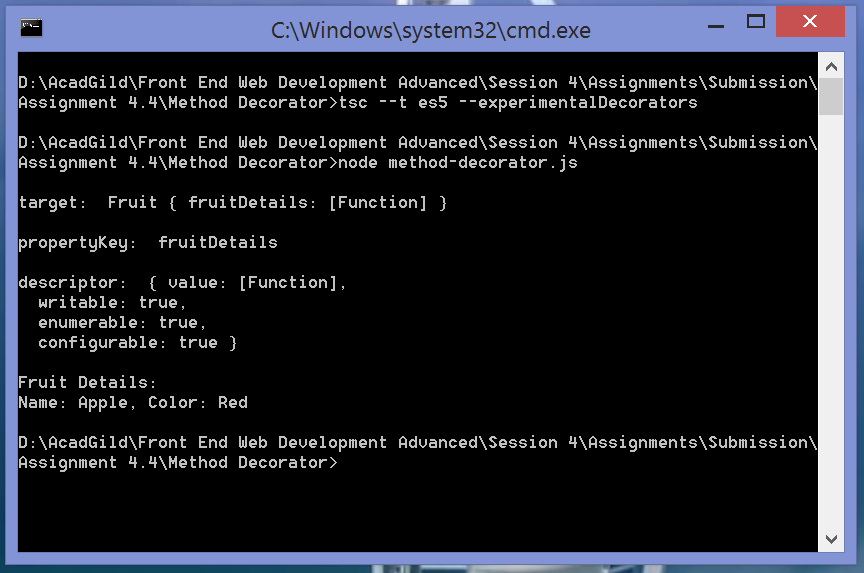 C:\Windows\system32\cmd.exe
D:\AcadGild\Front End Web Development Advanced\Session 4\Assignments\Submission\
Assignment 4.4\Method Decorator>tsc --t es5 --experimentalDecorators
D:\AcadGild\Front End Web Development Advanced\Session 4\Assignments\Submission\
Assignment 4.4\Method Decorator>node method-decorator.js
target:  Fruit { fruitDetails: [Function] }
propertyKey:  fruitDetails
descriptor:  { value: [Function],
  writable: true,
  enumerable: true,
  configurable: true }
Fruit Details:
Name: Apple, Color: Red
D:\AcadGild\Front End Web Development Advanced\Session 4\Assignments\Submission\
Assignment 4.4\Method Decorator>